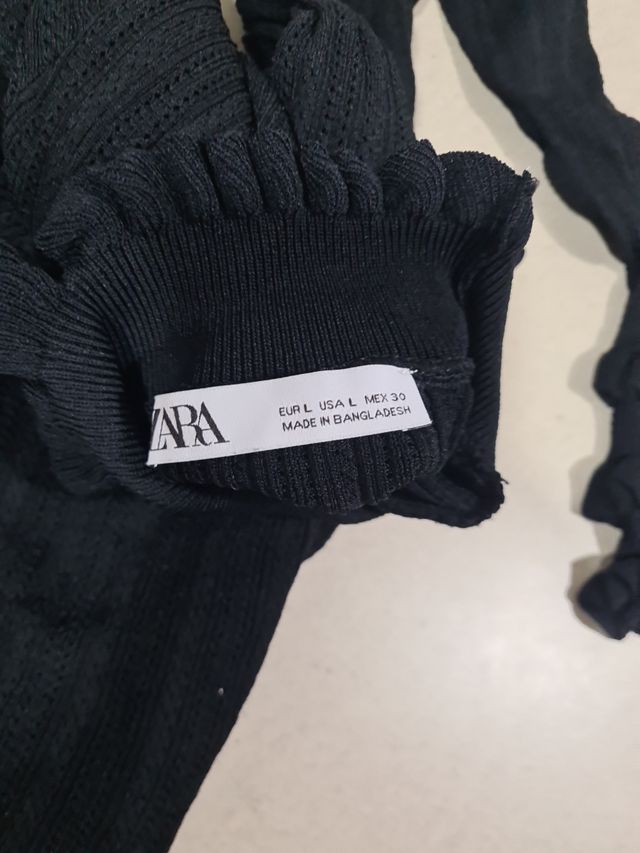 ZARA
EUR L USA L MEX 30
MADE IN BANGLADESH